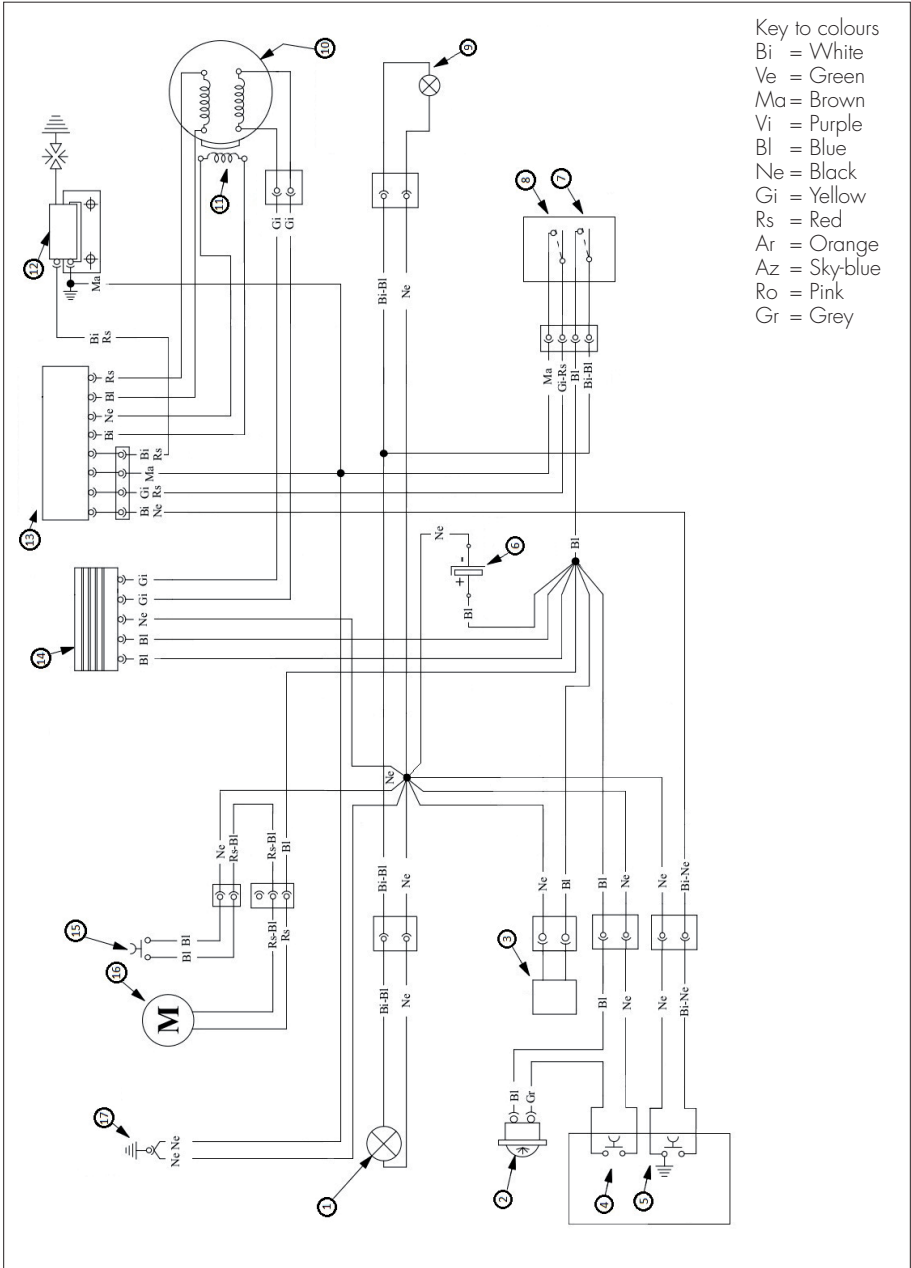 Key to colours
Bi = White
Ve = Green
Ma = Brown
Vi = Purple
Bl = Blue
Ne = Black
Gi = Yellow
Rs = Red
Ar = Orange
Az = Sky-blue
Ro = Pink
Gr = Grey
10
9
12
11
Gi
Gi
8
7
Ma
Bi-Bl
Ne
Bi
Rs
Rs
Bl
Ne
Bi
Bi Rs
Ma
Gi Rs
Bi Ne
13
Ma
Gi-Rs
Bl
Bi-Bl
Ne
- +
Bl
6
Bl
14
Gi
Gi
Ne
Bl
Bl
Ne
Ne
Rs-Bl
Rs-Bl
Bl
15
Bl
Bl
Rs-Bl
Rs
16
M
Bi-Bl
Ne
Bi-Bl
Ne
Ne
Bl
Bl
Ne
Ne
Bi-Ne
3
Bl
Ne
Ne
Bi-Ne
17
Ne Ne
1
2
Bl
Gr
4
5